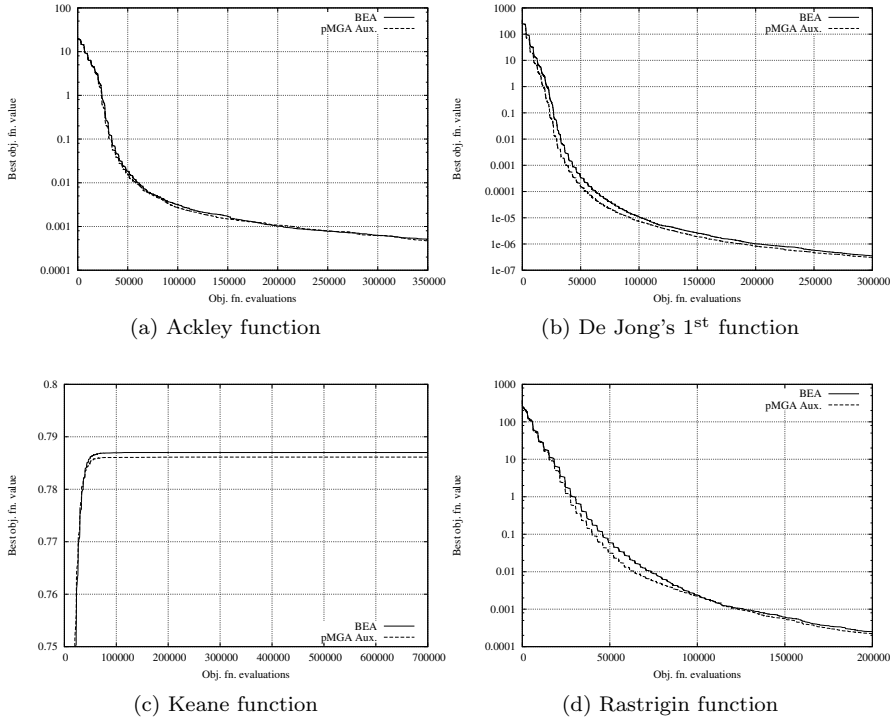 BEA
pMGA Aux.
100
10
1
0.1
0.01
0.001
0.0001
Best obj. fn. value
0 50000 100000 150000 200000 250000 300000 350000
Obj. fn. evaluations
(a) Ackley function
BEA
pMGA Aux.
1000
100
10
1
0.1
0.01
0.001
0.0001
1e-05
1e-06
1e-07
Best obj. fn. value
0 50000 100000 150000 200000 250000 300000
Obj. fn. evaluations
(b) De Jong's 1st function
0.8
0.79
0.78
0.77
0.76
0.75
Best obj. fn. value
BEA
pMGA Aux.
0 100000 200000 300000 400000 500000 600000 700000
Obj. fn. evaluations
(c) Keane function
BEA
pMGA Aux.
1000
100
10
1
0.1
0.01
0.001
0.0001
Best obj. fn. value
0 50000 100000 150000 200000
Obj. fn. evaluations
(d) Rastrigin function